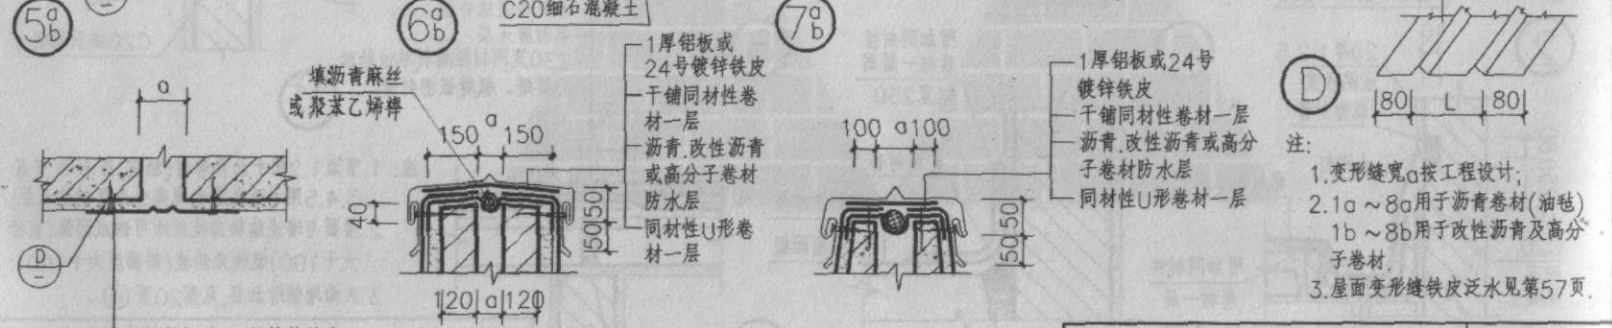 5 a b
a
40
D
—
6 a b
C20细石混凝土
填沥青麻丝
或聚苯乙烯棒
150 a 150
50 50
120 a 120
1厚铝板或
24号镀锌铁皮
干铺同材性卷
材一层
沥青.改性沥青
或高分子卷材
防水层
同材性U形卷
材一层
7 a b
100 a 100
50 50
1厚铝板或24号
镀锌铁皮
干铺同材性卷材一层
沥青.改性沥青或高分
子卷材防水层
同材性U形卷材一层
D
80 L 80
注:
1.变形缝宽a按工程设计;
2.1a～8a用于沥青卷材(油毡)
1b～8b用于改性沥青及高分
子卷材.
3.屋面变形缝铁皮泛水见第57页.